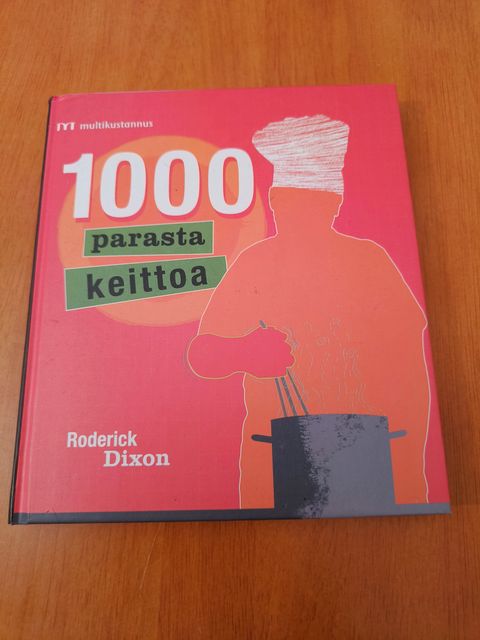 multikustannus
1000
parasta
keittoa
Roderick
Dixon